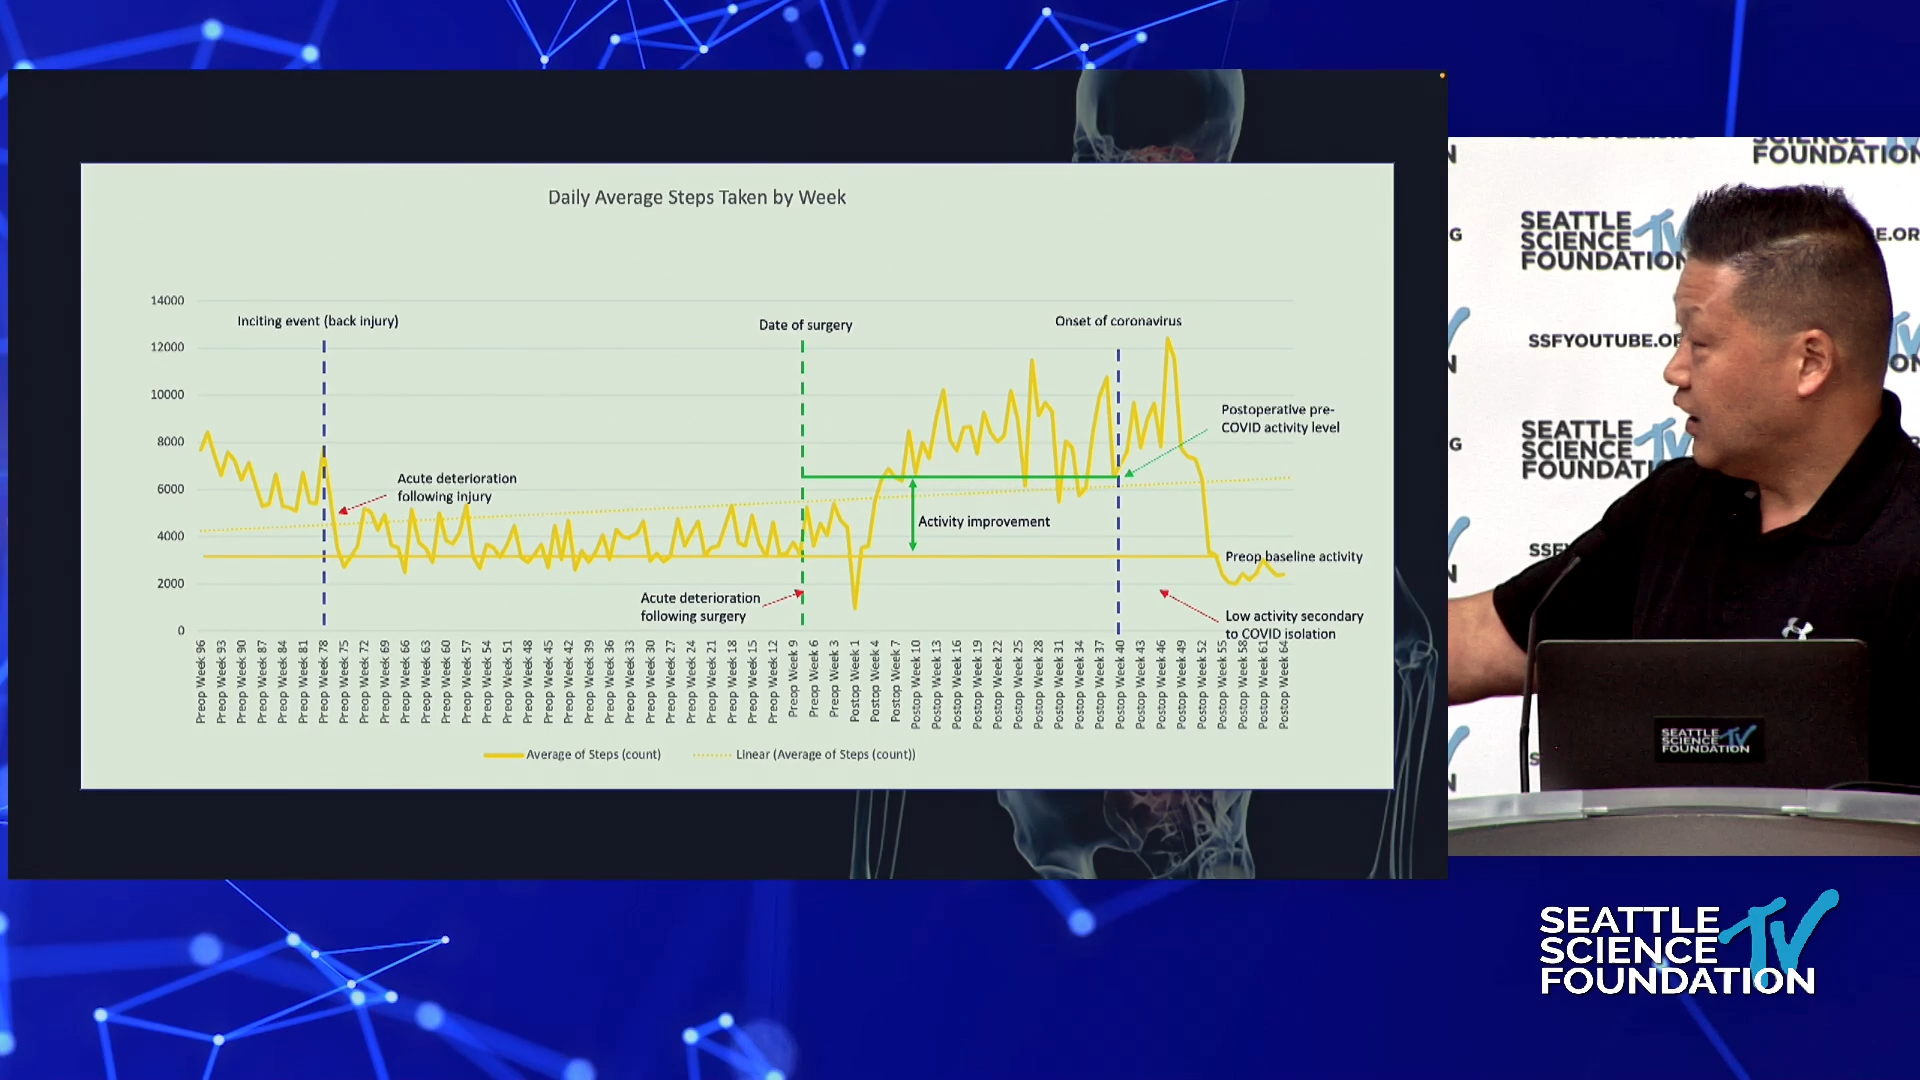 Daily Average Steps Taken by Week
14000
12000
10000
8000
6000
4000
2000
0
Inciting event (back injury)
Date of surgery
Onset of coronavirus
Acute deterioration
following injury
Postoperative pre-
COVID activity level
Activity improvement
Preop baseline activity
Acute deterioration
following surgery
Low activity secondary
to COVID isolation
Preop Week 96
Preop Week 93
Preop Week 90
Preop Week 87
Preop Week 84
Preop Week 81
Preop Week 78
Preop Week 75
Preop Week 72
Preop Week 69
Preop Week 66
Preop Week 63
Preop Week 60
Preop Week 57
Preop Week 54
Preop Week 51
Preop Week 48
Preop Week 45
Preop Week 42
Preop Week 39
Preop Week 36
Preop Week 33
Preop Week 30
Preop Week 27
Preop Week 24
Preop Week 21
Preop Week 18
Preop Week 15
Preop Week 12
Preop Week 9
Preop Week 6
Preop Week 3
Postop Week 1
Postop Week 4
Postop Week 7
Postop Week 10
Postop Week 13
Postop Week 16
Postop Week 19
Postop Week 22
Postop Week 25
Postop Week 28
Postop Week 31
Postop Week 34
Postop Week 37
Postop Week 40
Postop Week 43
Postop Week 46
Postop Week 49
Postop Week 52
Postop Week 55
Postop Week 58
Postop Week 61
Postop Week 64
Average of Steps (count)
Linear (Average of Steps (count))
FOUNDATION
SEATTLE
SCIENCE TV
FOUNDATION
E.OR
SSFYOUTUBE.OR
SEATTLE
SCIENCE TV
FOUNDATION
SSF
SEATTLE
SCIENCE TV
FOUNDATION
SEATTLE
SCIENCE TV
FOUNDATION